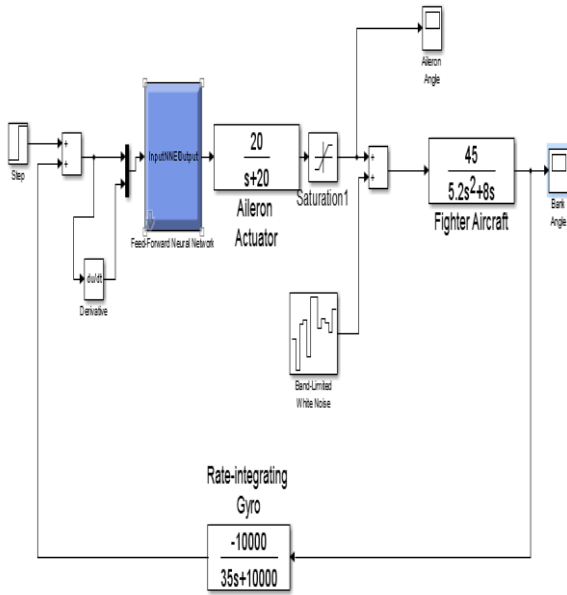 Aileron
Angle
Step
+
+
InputNNEfOutput
Feed-Forward Neural Network
du/dt
Derivative
20
s+20
Aileron
Actuator
Saturation1
+
+
45
5.2s²+8s
Fighter Aircraft
Bank
Angle
Band-Limited
White Noise
Rate-integrating
Gyro
-10000
35s+10000